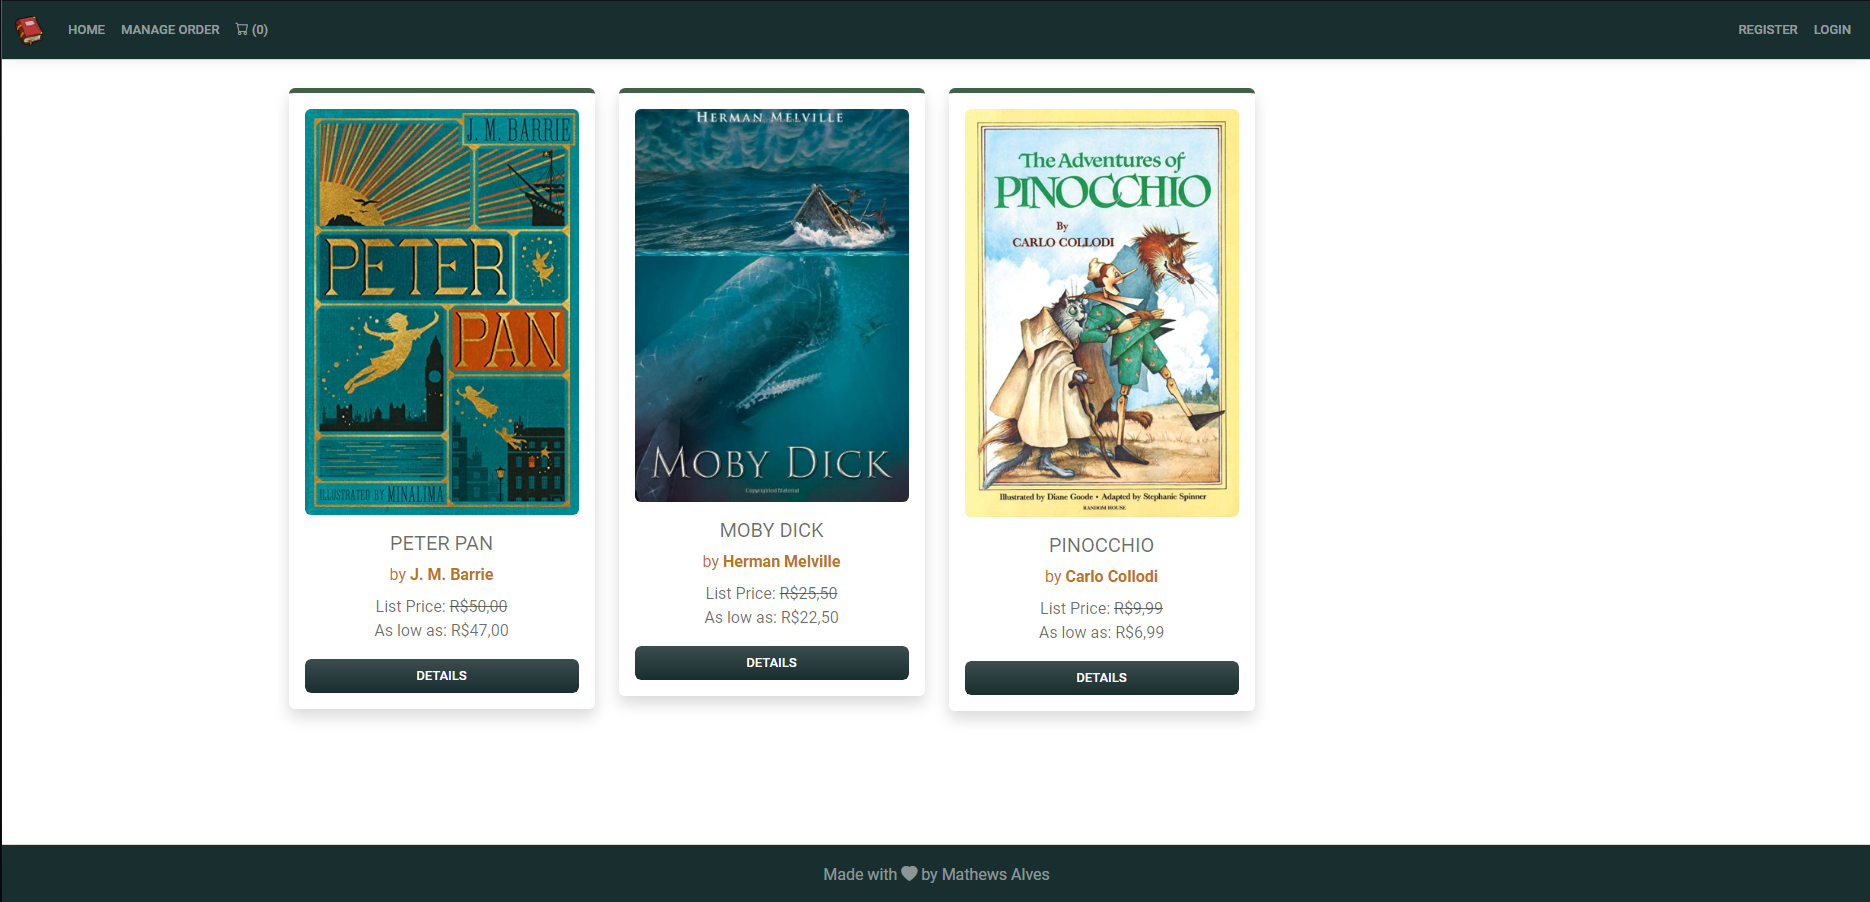 HOME MANAGE ORDER (0) REGISTER LOGIN
J. M. BARRIE
PETER
PAN
ILLUSTRATED BY MINALIMA
PETER PAN
by J. M. Barrie
List Price: R$50,00
As low as: R$47,00
DETAILS
HERMAN MELVILLE
MOBY DICK
Copyrighted Material
MOBY DICK
by Herman Melville
List Price: R$25,50
As low as: R$22,50
DETAILS
The Adventures of
PINOCCHIO
By
CARLO COLLODI
Illustrated by Diane Goode • Adapted by Stephanie Spinner
RANDOM HOUSE
PINOCCHIO
by Carlo Collodi
List Price: R$9,99
As low as: R$6,99
DETAILS
Made with by Mathews Alves